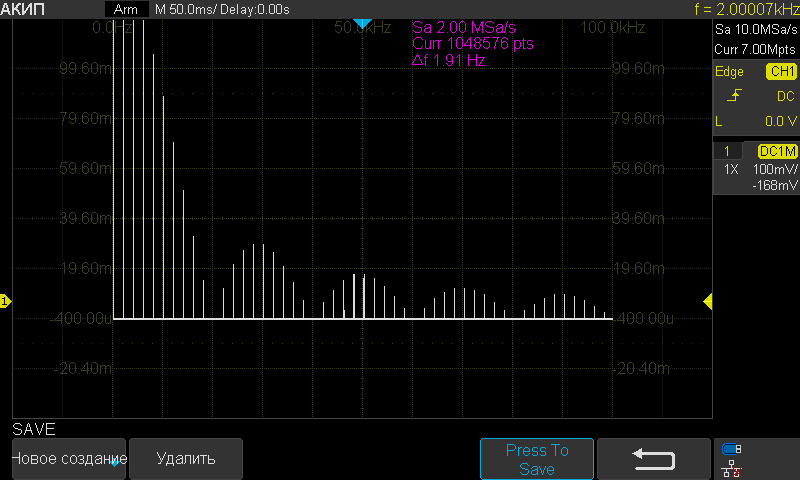 АКИП Arm M 50.0ms/ Delay:0.00s f = 2.00007kHz
0.0Hz 50.0kHz 100.0kHz
Sa 2.00 MSa/s
Curr 1048576 pts
Δf 1.91 Hz
Sa 10.0MSa/s
Curr 7.00Mpts
Edge CH1
DC
L 0.0 V
1 DC1M
1X 100mV/
-168mV
99.60m 99.60m
79.60m 79.60m
59.60m 59.60m
39.60m 39.60m
19.60m 19.60m
1
-400.00u -400.00u
-20.40m -20.40m
SAVE
Новое создание Удалить Press To
Save